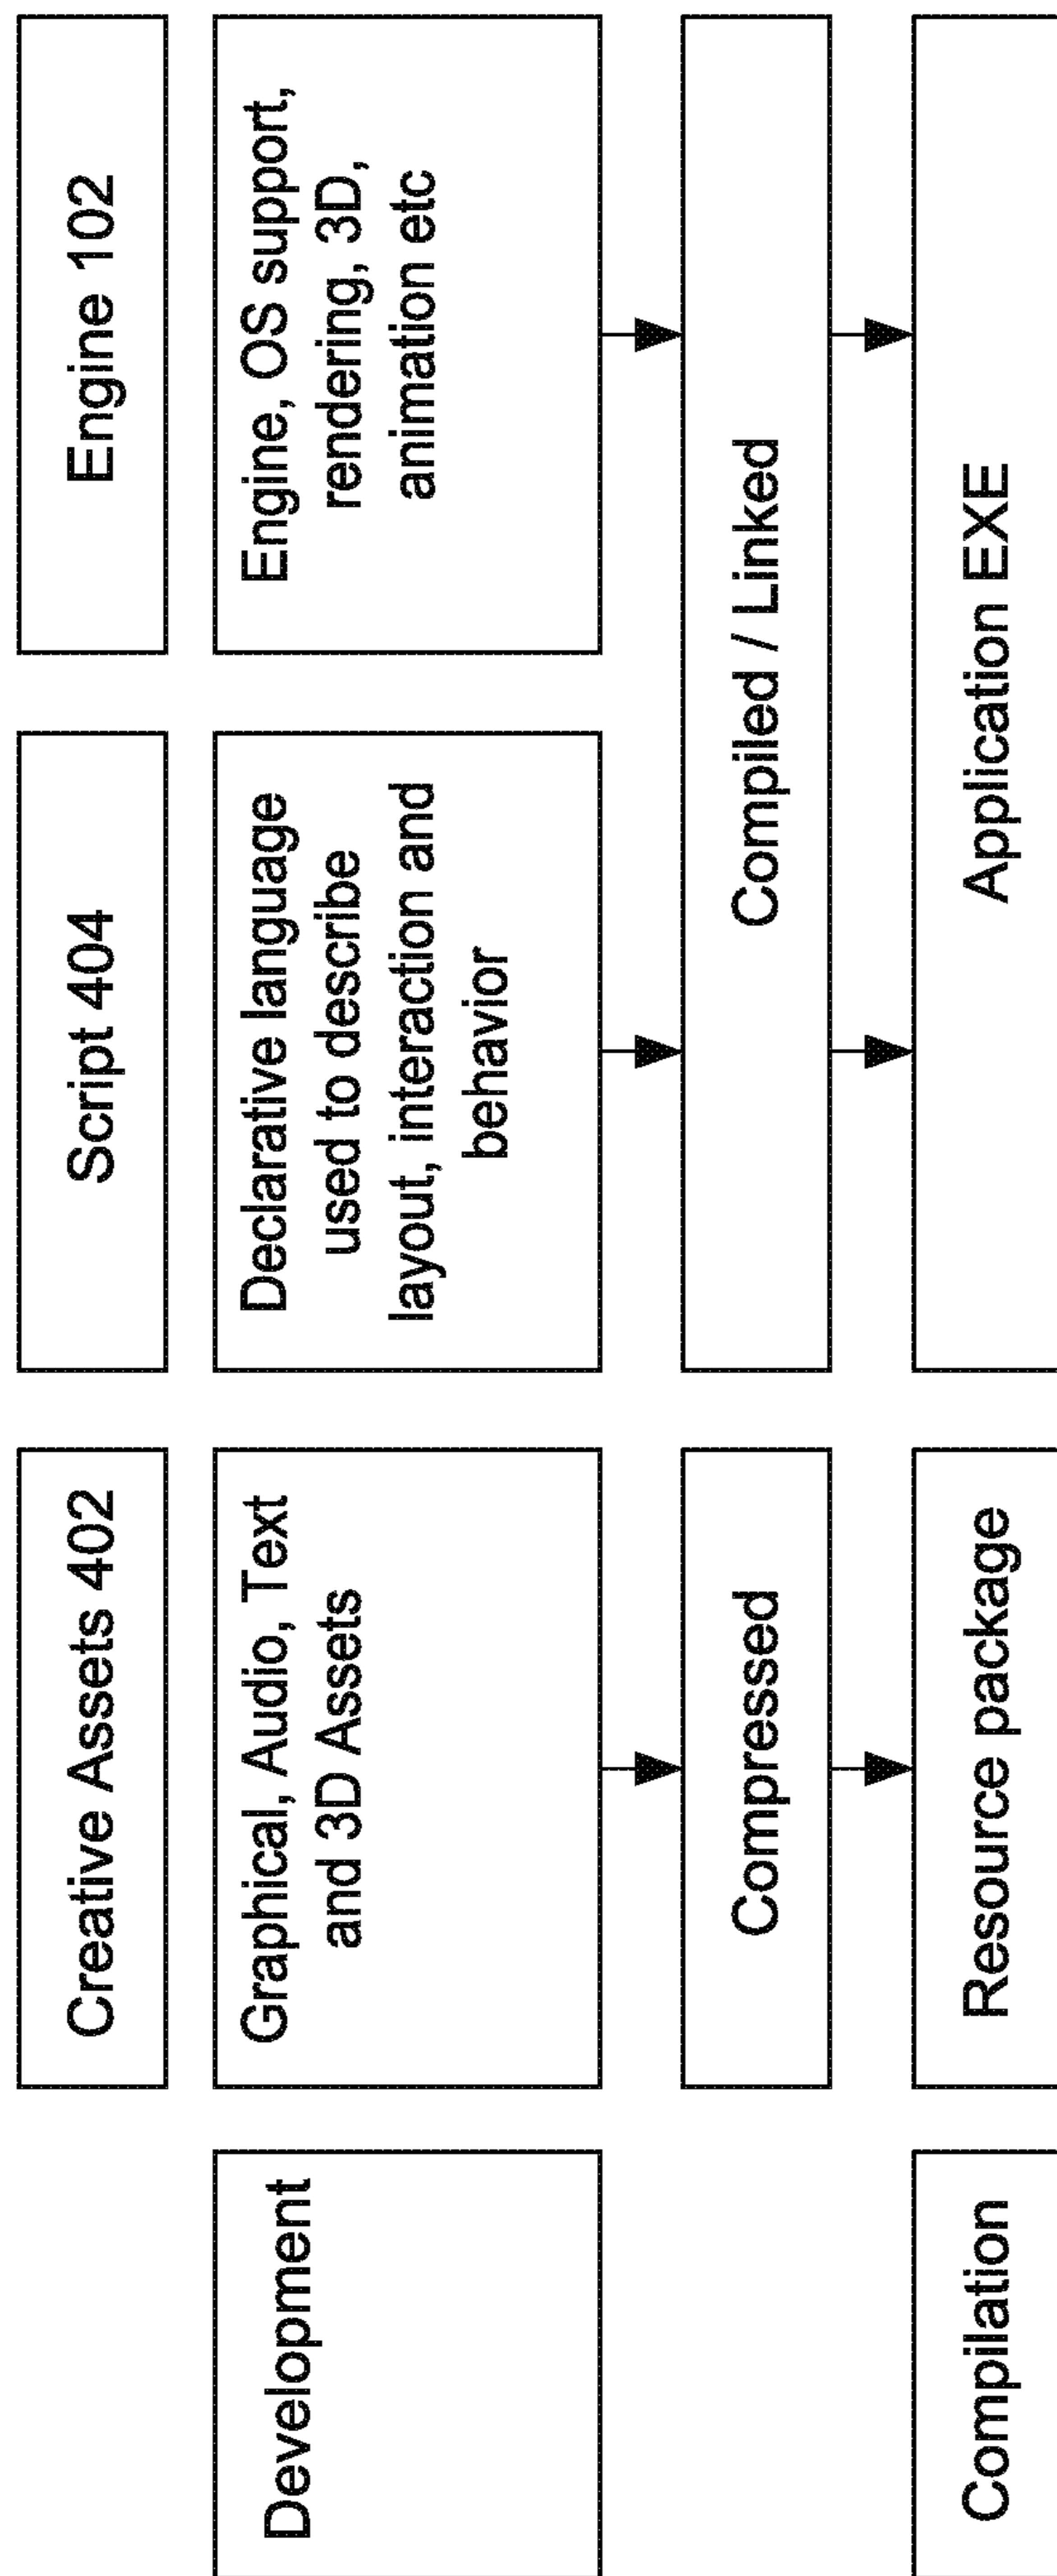 Creative Assets 402
Script 404
Engine 102
Development
Graphical, Audio, Text
and 3D Assets
Declarative language
used to describe
layout, interaction and
behavior
Engine, OS support,
rendering, 3D,
animation etc
Compressed
Compiled / Linked
Compilation
Resource package
Application EXE